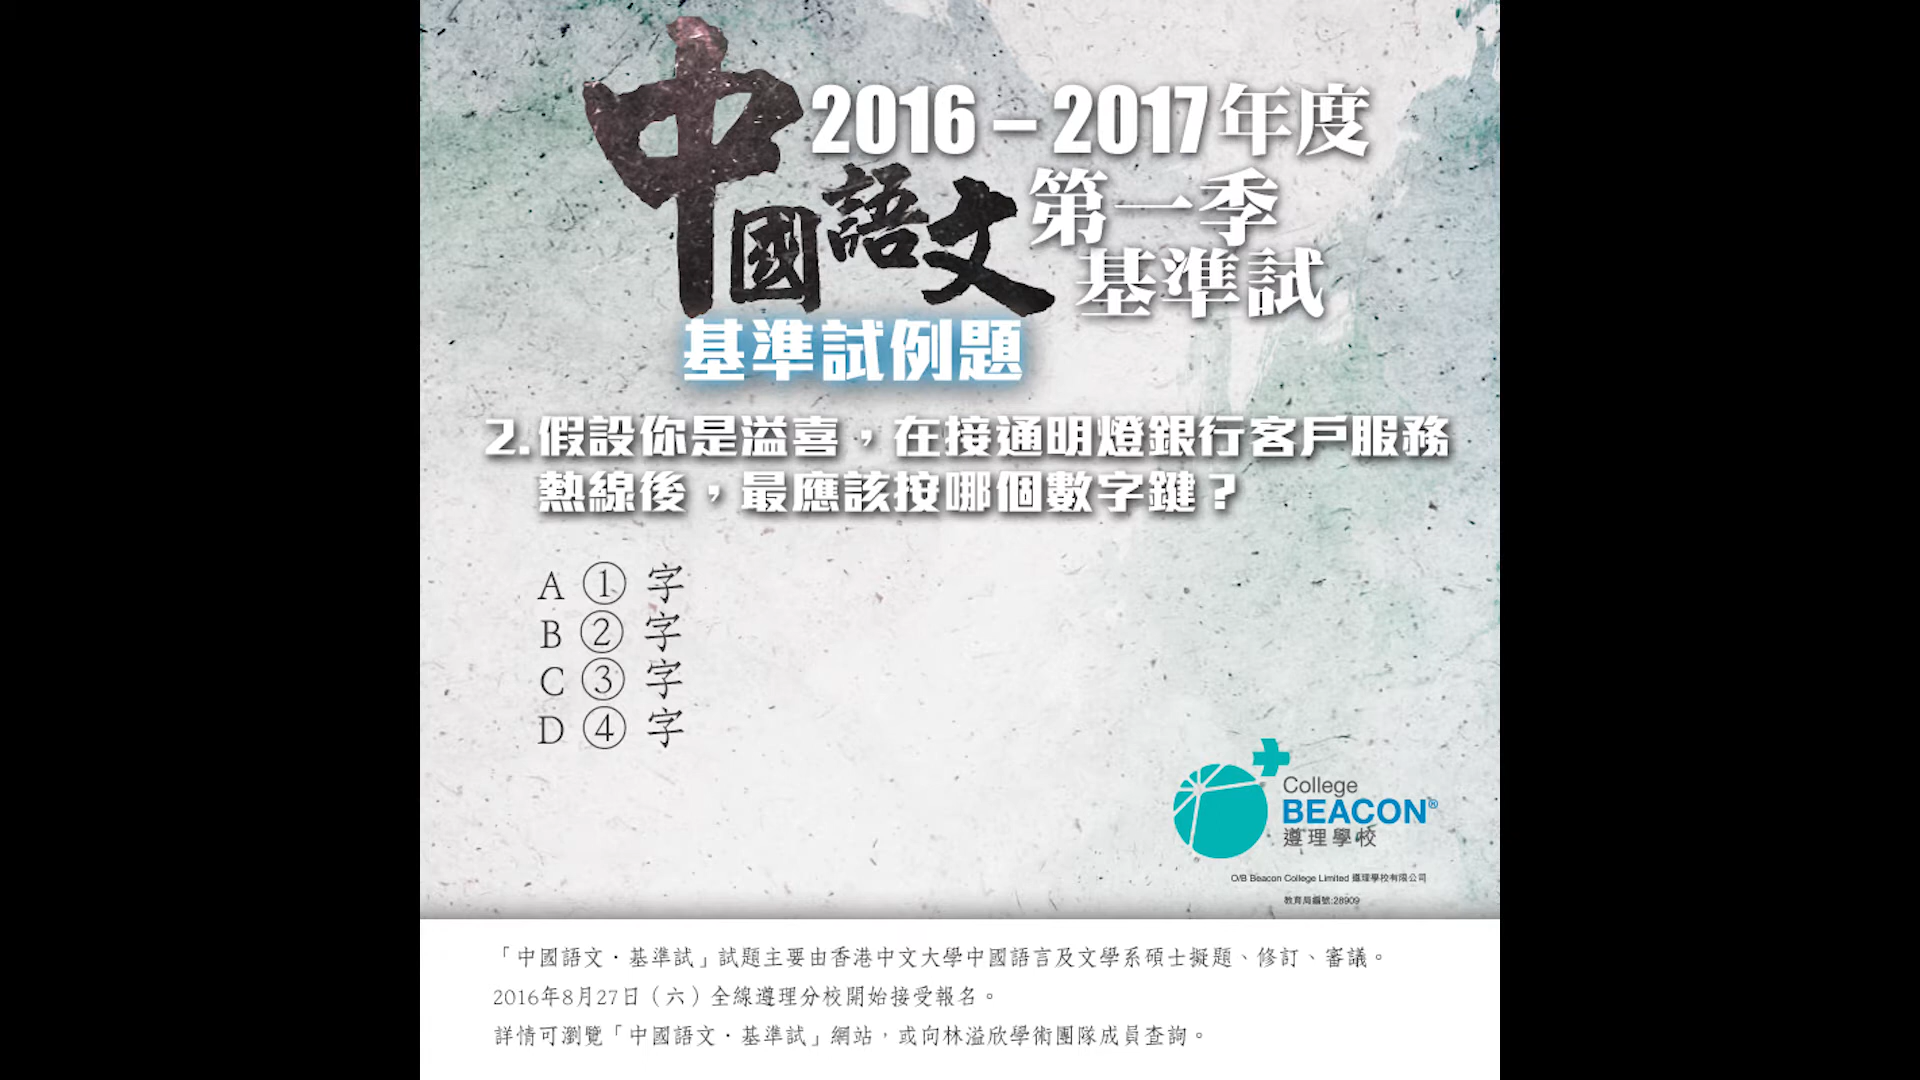 中國語文
2016 – 2017年度
第一季
基準試
基準試例題
2. 假設你是溢喜，在接通明燈銀行客戶服務
熱線後，最應該按哪個數字鍵？
A ① 字
B ② 字
C ③ 字
D ④ 字
College
BEACON®
遵理學校
O/B Beacon College Limited 遵理學校有限公司
教育局編號:28909
「中國語文・基準試」試題主要由香港中文大學中國語言及文學系碩士擬題、修訂、審議。
2016年8月27日（六）全線遵理分校開始接受報名。
詳情可瀏覽「中國語文・基準試」網站，或向林溢欣學術團隊成員查詢。